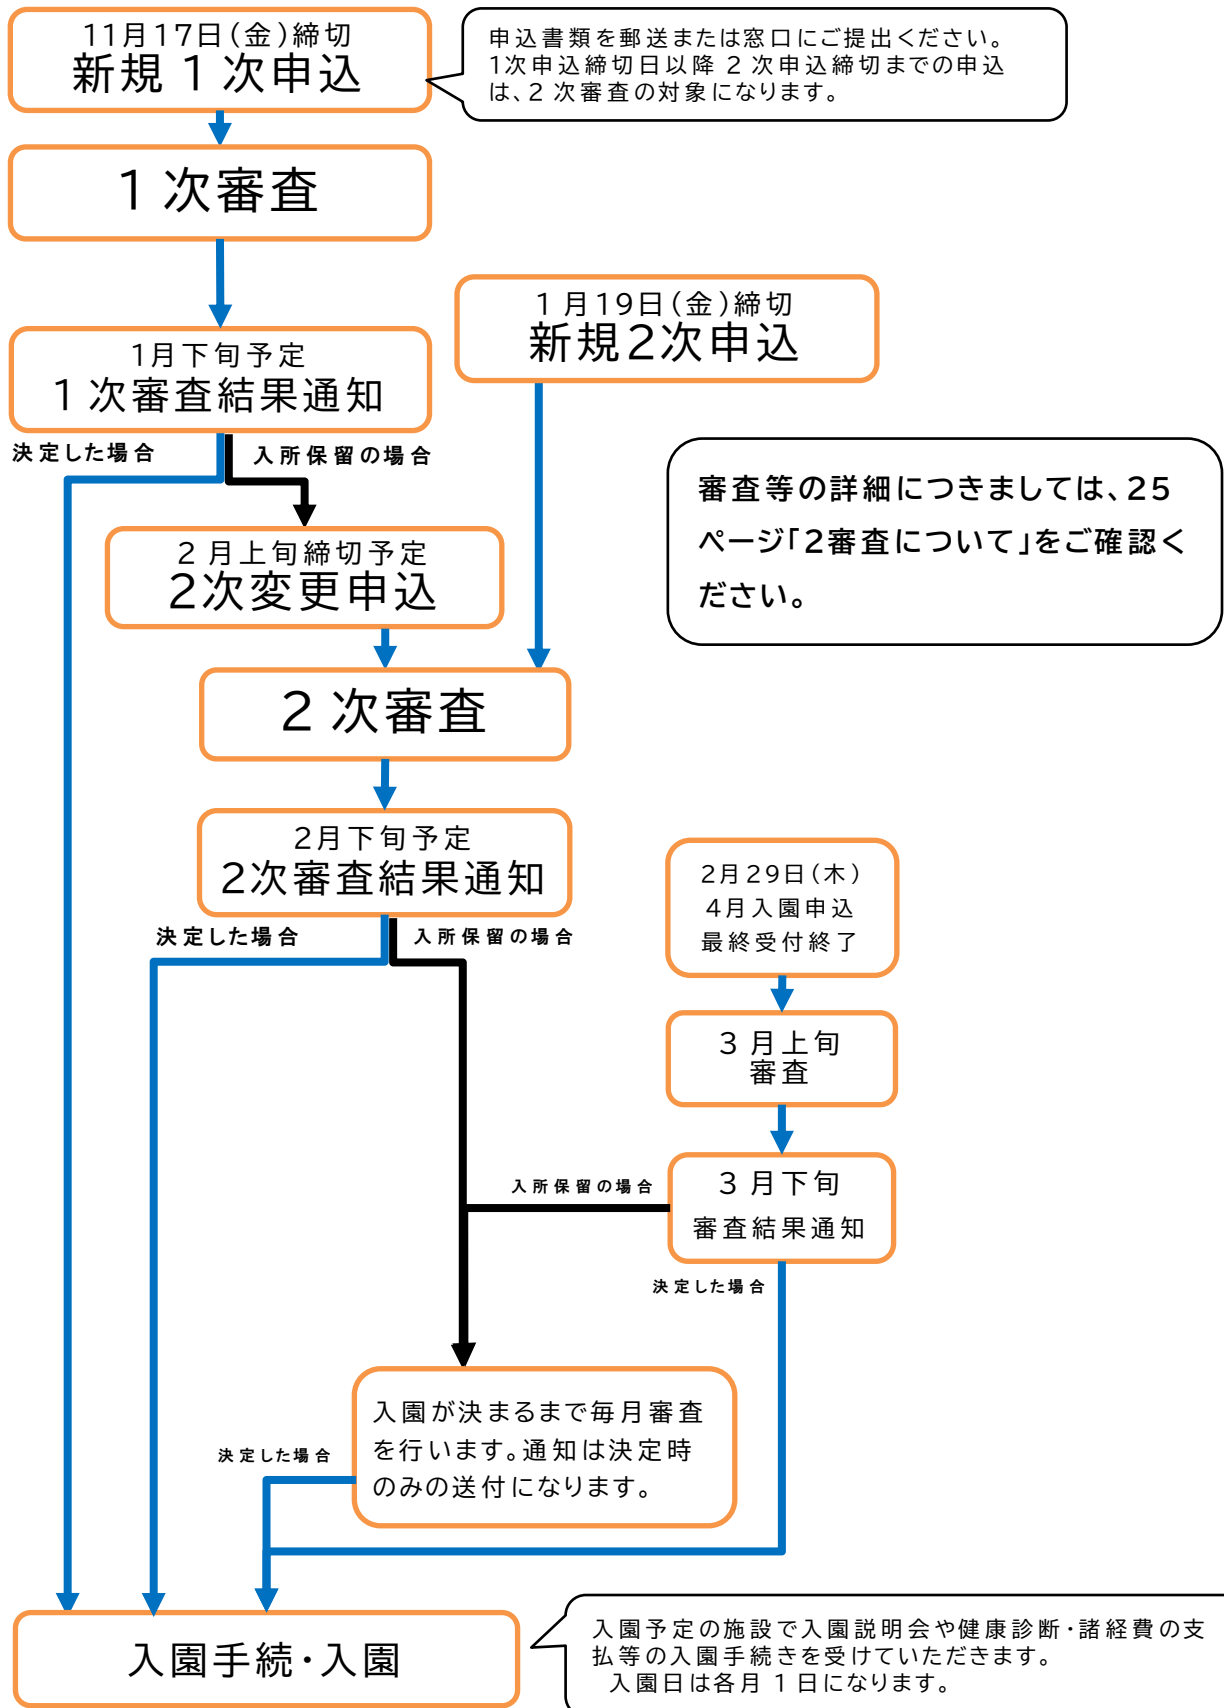 11月17日(金)締切
新規１次申込
申込書類を郵送または窓口にご提出ください。
1次申込締切日以降２次申込締切までの申込
は、２次審査の対象になります。
１次審査
１月19日(金)締切
新規2次申込
1月下旬予定
１次審査結果通知
決定した場合
入所保留の場合
審査等の詳細につきましては、25
ページ「2審査について」をご確認く
ださい。
２月上旬締切予定
2次変更申込
２次審査
2月下旬予定
2次審査結果通知
決定した場合
入所保留の場合
2月29日(木)
4月入園申込
最終受付終了
３月上旬
審査
３月下旬
審査結果通知
入所保留の場合
決定した場合
入園が決まるまで毎月審査
を行います。通知は決定時
のみの送付になります。
決定した場合
入園手続・入園
入園予定の施設で入園説明会や健康診断・諸経費の支
払等の入園手続きを受けていただきます。
入園日は各月１日になります。